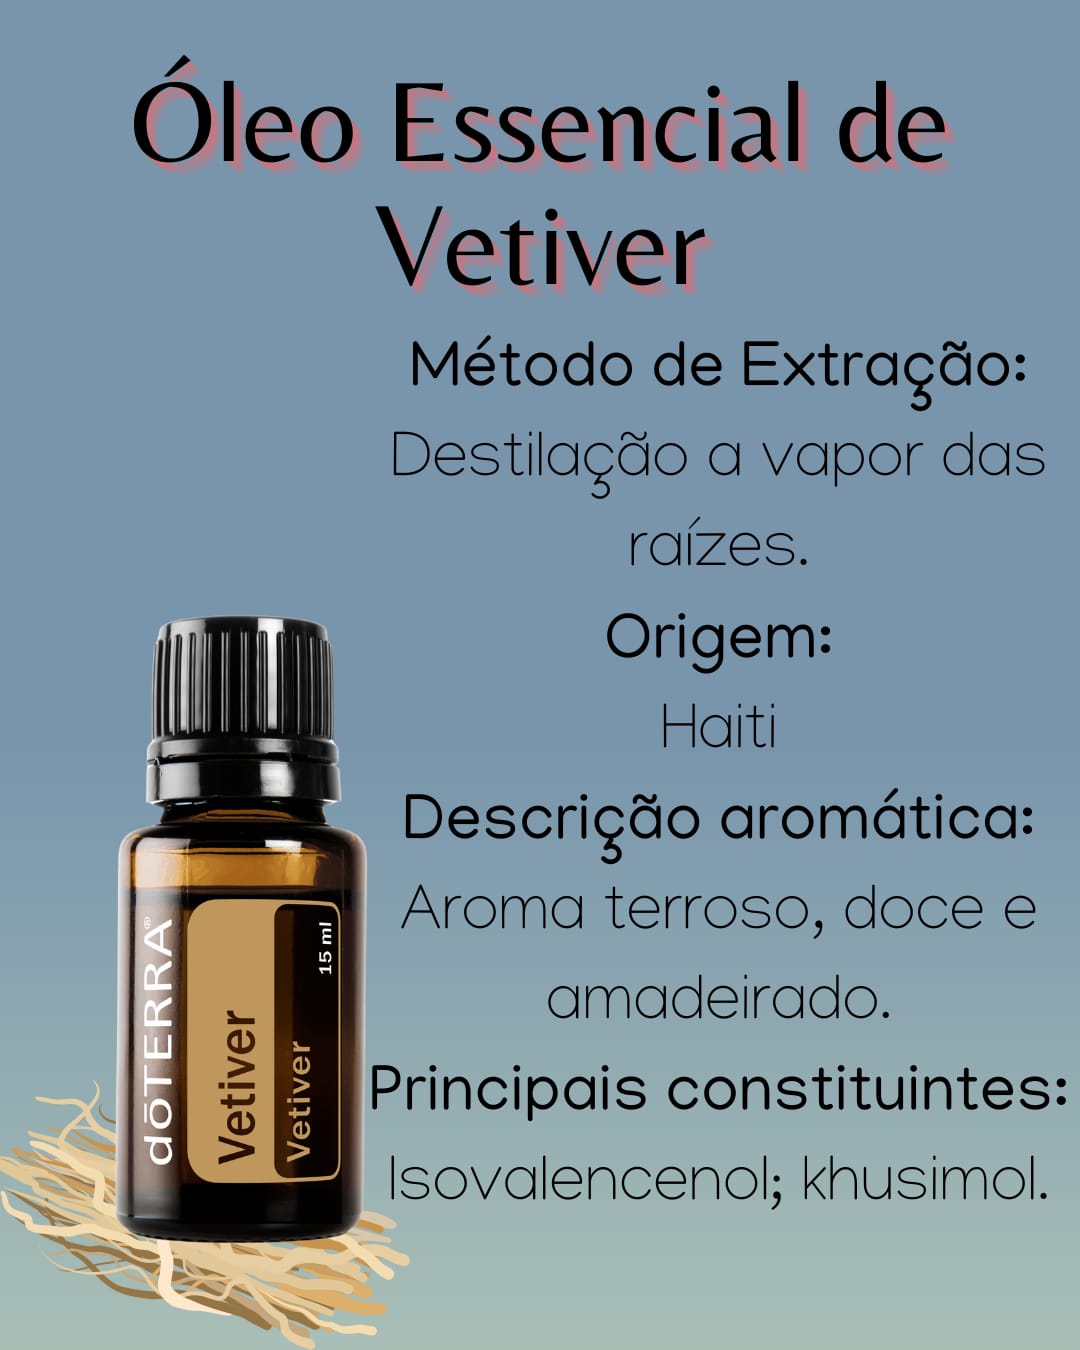 Óleo Essencial de
Vetiver
Método de Extração:
Destilação a vapor das
raízes.
Origem:
Haiti
Descrição aromática:
Aroma terroso, doce e
amadeirado.
Principais constituintes:
Isovalencenol; khusimol.
dōTERRA®
Vetiver
Vetiver
15 ml